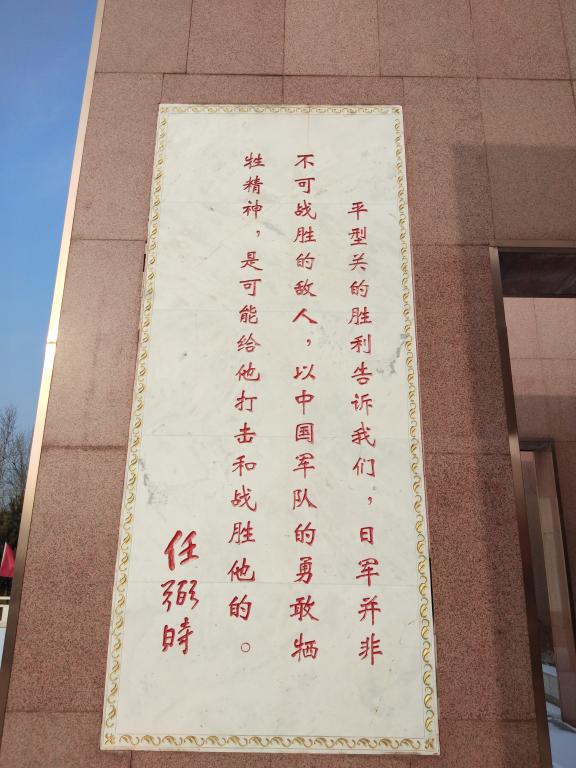 平型关的胜利告诉我们，日军并非
不可战胜的敌人，以中国军队的勇敢牺
牲精神，是可能给他打击和战胜他的。
任弼時